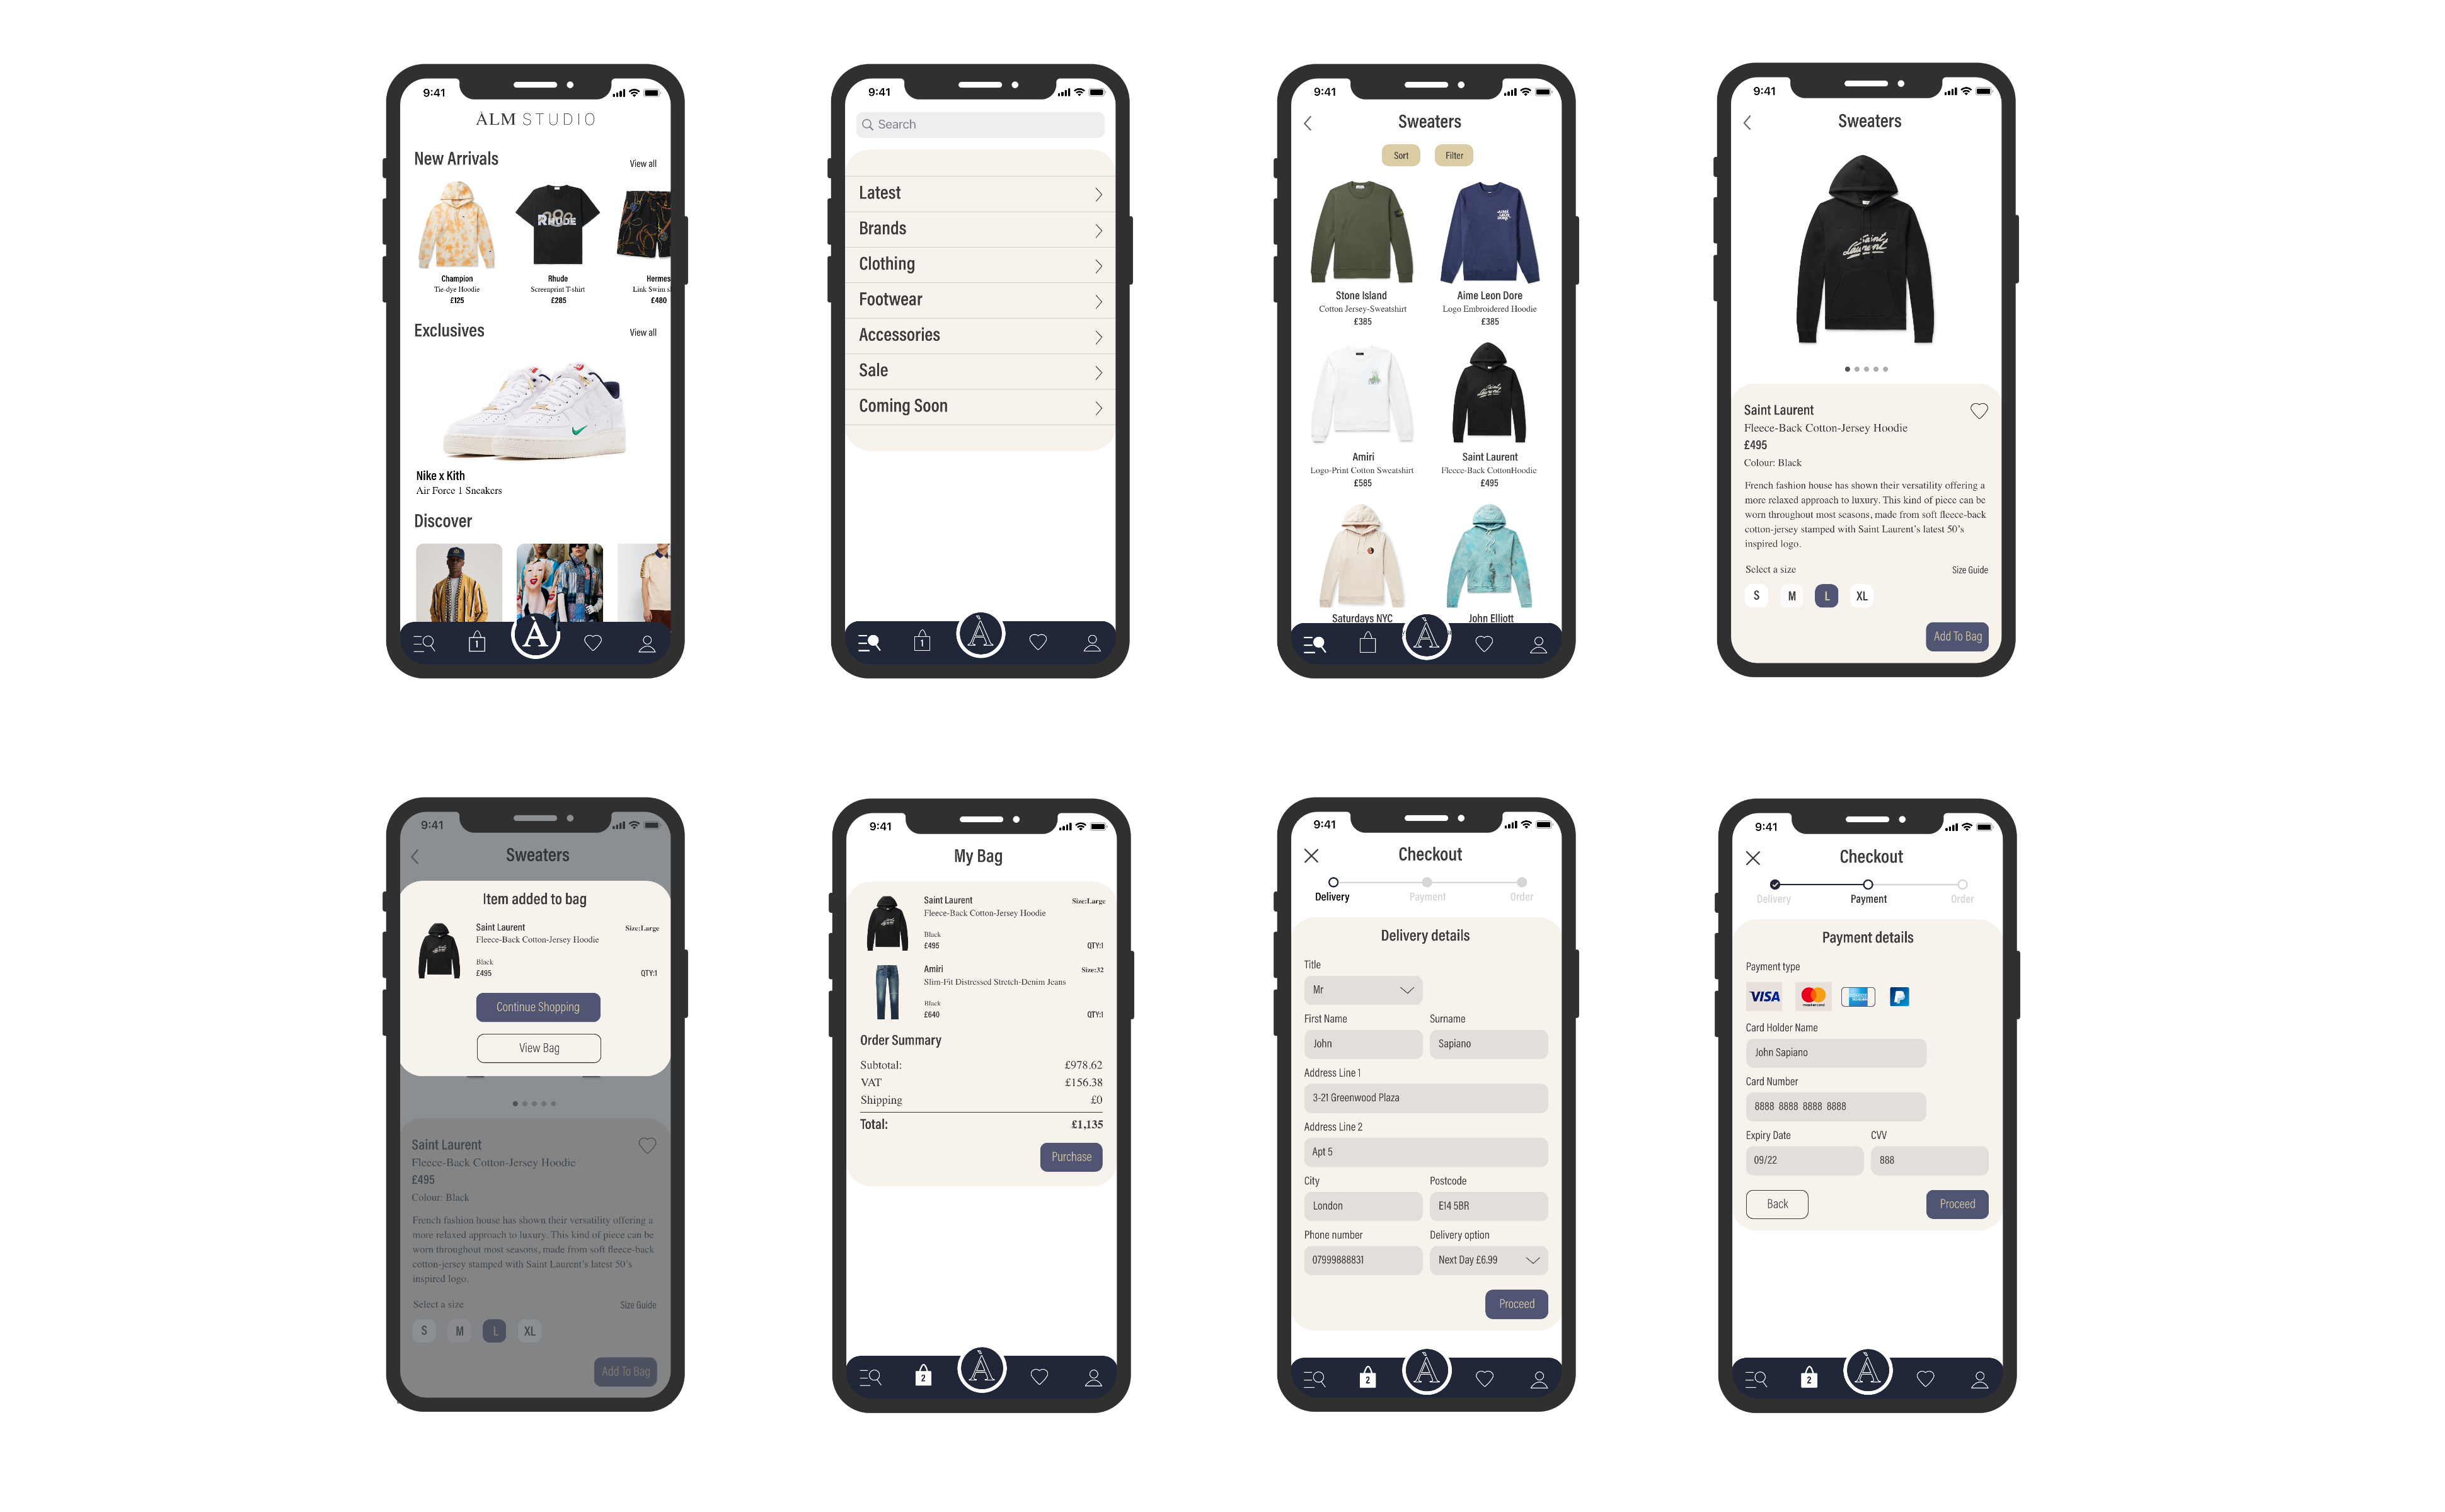 9:41
ÀLM STUDIO
New Arrivals
View all
RHUDE
Champion
Tie-dye Hoodie
£125
Rhude
Screenprint T-shirt
£285
Hermes
Link Swim s
£480
Exclusives
View all
Nike x Kith
Air Force 1 Sneakers
Discover
1
À
9:41
Search
Latest
Brands
Clothing
Footwear
Accessories
Sale
Coming Soon
1
À
9:41
Sweaters
Sort
Filter
Stone Island
Cotton Jersey-Sweatshirt
£385
Aime Leon Dore
Logo Embroidered Hoodie
£385
Amiri
Logo-Print Cotton Sweatshirt
£585
Saint Laurent
Fleece-Back CottonHoodie
£495
Saturdays NYC
John Elliott
À
9:41
Sweaters
Saint
Laurent
Saint Laurent
Fleece-Back Cotton-Jersey Hoodie
£495
Colour: Black
French fashion house has shown their versatility offering a
more relaxed approach to luxury. This kind of piece can be
worn throughout most seasons, made from soft fleece-back
cotton-jersey stamped with Saint Laurent's latest 50's
inspired logo.
Select a size
Size Guide
S M L XL
Add To Bag
9:41
Sweaters
Item added to bag
Saint Laurent
Size:Large
Fleece-Back Cotton-Jersey Hoodie
Black
£495
QTY:1
Continue Shopping
View Bag
Saint Laurent
Fleece-Back Cotton-Jersey Hoodie
£495
Colour: Black
French fashion house has shown their versatility offering a
more relaxed approach to luxury. This kind of piece can be
worn throughout most seasons, made from soft fleece-back
cotton-jersey stamped with Saint Laurent's latest 50's
inspired logo.
Select a size
Size Guide
S M L XL
Add To Bag
9:41
My Bag
Saint Laurent
Size:Large
Fleece-Back Cotton-Jersey Hoodie
Black
£495
QTY:1
Amiri
Size:32
Slim-Fit Distressed Stretch-Denim Jeans
Black
£640
QTY:1
Order Summary
Subtotal: £978.62
VAT £156.38
Shipping £0
Total: £1,135
Purchase
2
À
9:41
Checkout
Delivery
Payment
Order
Delivery details
Title
Mr
First Name
Surname
John
Sapiano
Address Line 1
3-21 Greenwood Plaza
Address Line 2
Apt 5
City
Postcode
London
E14 5BR
Phone number
Delivery option
07999888831
Next Day £6.99
Proceed
2
À
9:41
Checkout
Delivery
Payment
Order
Payment details
Payment type
VISA
mastercard
Card Holder Name
John Sapiano
Card Number
8888 8888 8888 8888
Expiry Date
CVV
09/22
888
Back
Proceed
2
À